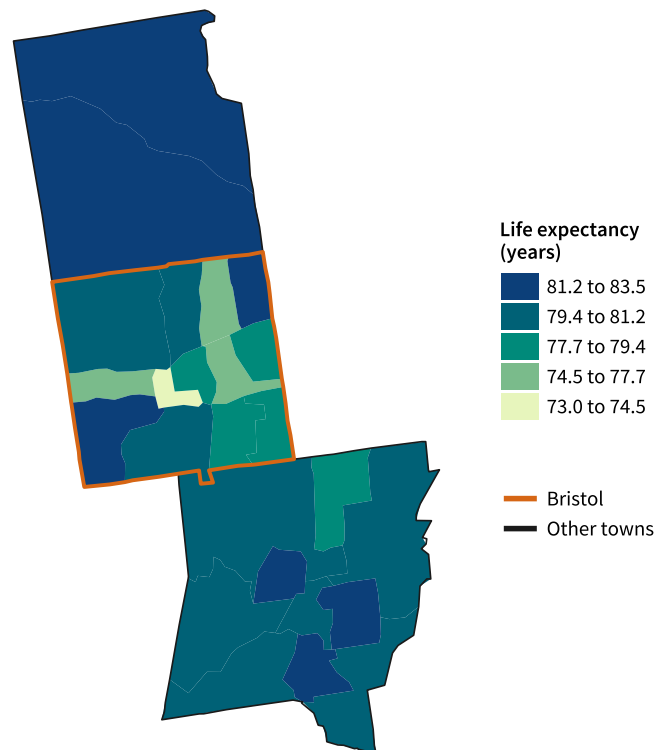 Life expectancy
(years)
81.2 to 83.5
79.4 to 81.2
77.7 to 79.4
74.5 to 77.7
73.0 to 74.5
Bristol
Other towns